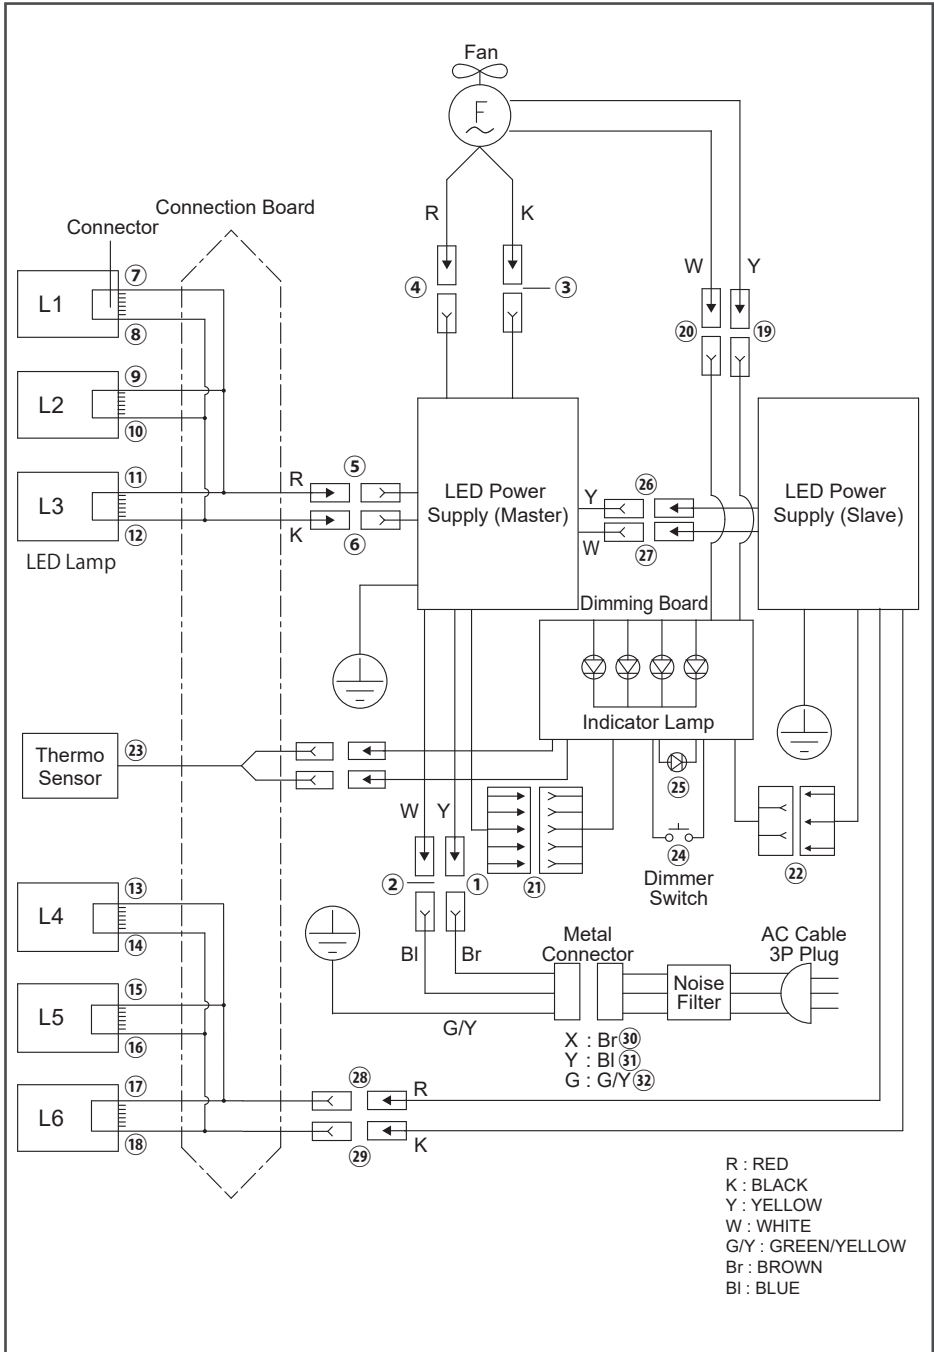 Fan
F
Connection Board
Connector
R
K
④
③
W
Y
⑳
⑲
⑦
L1
⑧
⑨
L2
⑩
⑪
L3
⑫
LED Lamp
R
⑤
K
⑥
LED Power
Supply (Master)
Y
㉖
W
㉗
LED Power
Supply (Slave)
Dimming Board
Indicator Lamp
Thermo
Sensor
㉓
㉕
㉔
Dimmer
Switch
W
Y
②
①
㉑
㉒
Bl
Br
G/Y
Metal
Connector
Noise
Filter
AC Cable
3P Plug
X : Br㉚
Y : Bl㉛
G : G/Y㉜
⑬
L4
⑭
⑮
L5
⑯
⑰
L6
⑱
㉘
R
㉙
K
R : RED
K : BLACK
Y : YELLOW
W : WHITE
G/Y : GREEN/YELLOW
Br : BROWN
Bl : BLUE